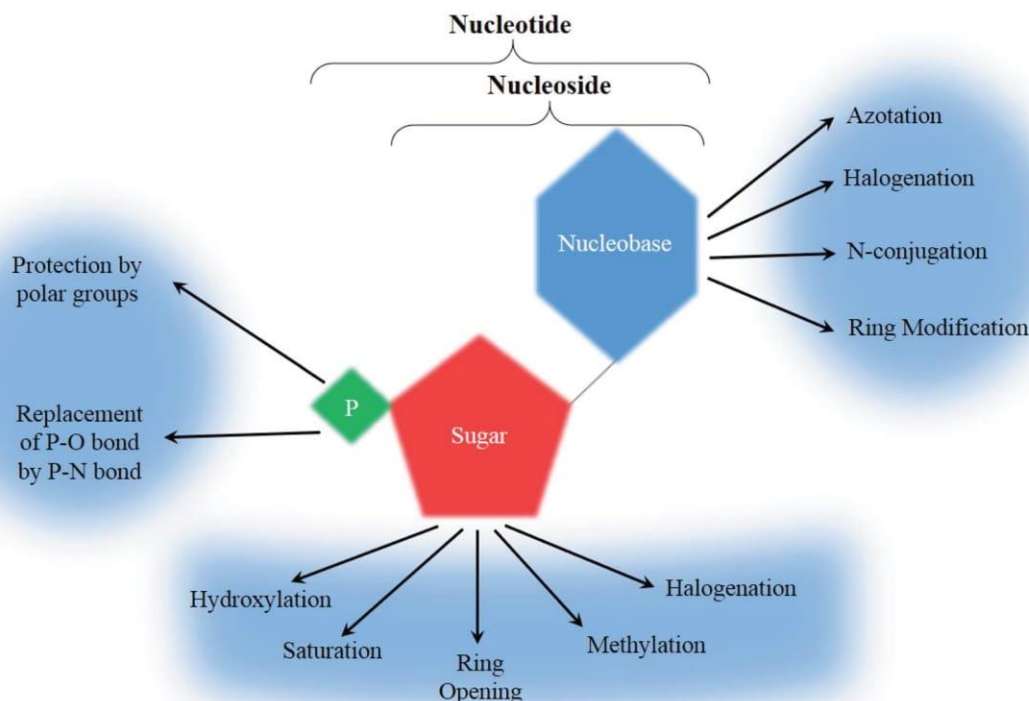 Nucleotide
Nucleoside
Azotation
Halogenation
Nucleobase
N-conjugation
Ring Modification
Protection by
polar groups
P
Sugar
Replacement
of P-O bond
by P-N bond
Hydroxylation
Saturation
Ring
Opening
Methylation
Halogenation